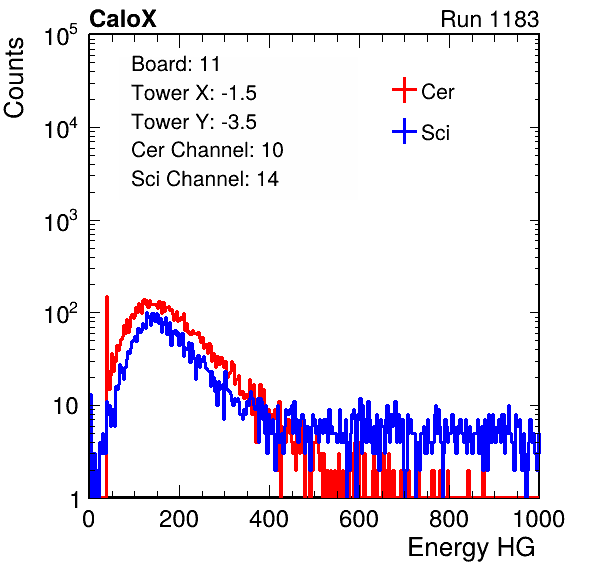 CaloX Run 1183
Counts
Board: 11
Tower X: -1.5
Tower Y: -3.5
Cer Channel: 10
Sci Channel: 14
Cer
Sci
10^5
10^4
10^3
10^2
10
1
0 200 400 600 800 1000
Energy HG